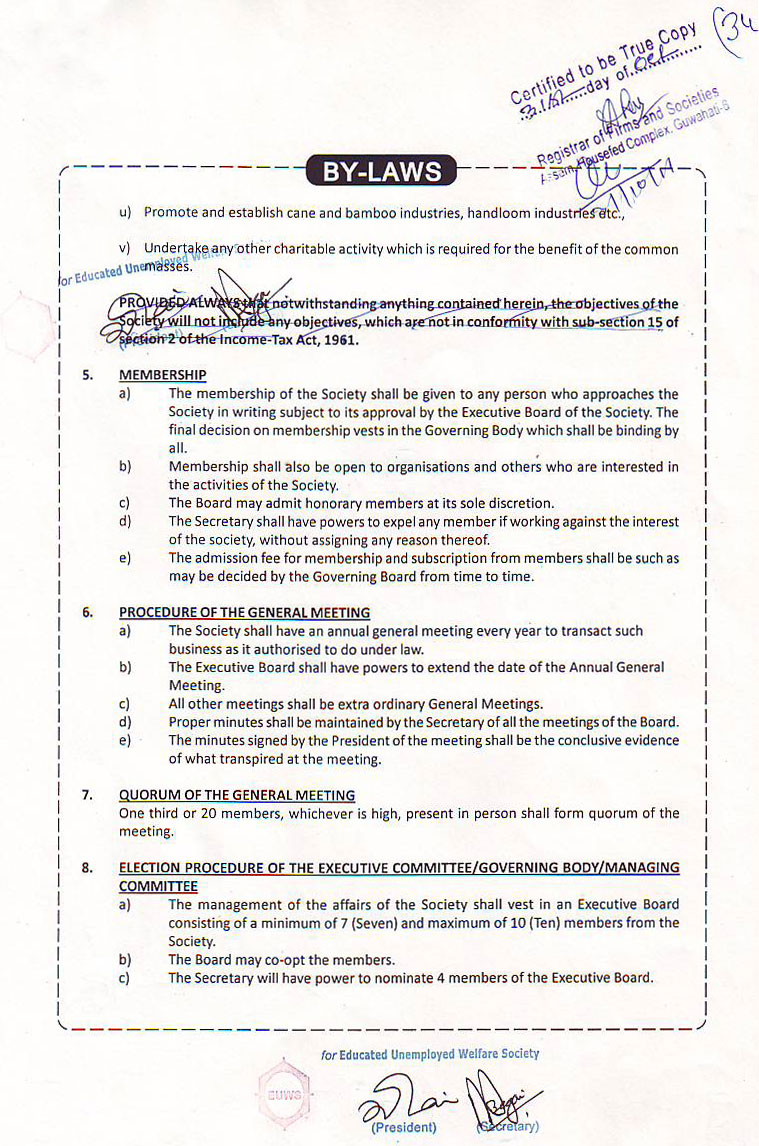 (34
Certified to be True Copy
31st day of Oct
Registrar of Firms and Societies
Assam, Housefed Complex, Guwahati-6
BY-LAWS
u) Promote and establish cane and bamboo industries, handloom industries etc.,
v) Undertake any other charitable activity which is required for the benefit of the common
masses.
for Educated Unemployed Welfare
PROVIDED ALWAYS that notwithstanding anything contained herein, the objectives of the
Society will not include any objectives, which are not in conformity with sub-section 15 of
section 2 of the Income-Tax Act, 1961.
(President)
5. MEMBERSHIP
a) The membership of the Society shall be given to any person who approaches the
Society in writing subject to its approval by the Executive Board of the Society. The
final decision on membership vests in the Governing Body which shall be binding by
all.
b) Membership shall also be open to organisations and others who are interested in
the activities of the Society.
c) The Board may admit honorary members at its sole discretion.
d) The Secretary shall have powers to expel any member if working against the interest
of the society, without assigning any reason thereof.
e) The admission fee for membership and subscription from members shall be such as
may be decided by the Governing Board from time to time.
6. PROCEDURE OF THE GENERAL MEETING
a) The Society shall have an annual general meeting every year to transact such
business as it authorised to do under law.
b) The Executive Board shall have powers to extend the date of the Annual General
Meeting.
c) All other meetings shall be extra ordinary General Meetings.
d) Proper minutes shall be maintained by the Secretary of all the meetings of the Board.
e) The minutes signed by the President of the meeting shall be the conclusive evidence
of what transpired at the meeting.
7. QUORUM OF THE GENERAL MEETING
One third or 20 members, whichever is high, present in person shall form quorum of the
meeting.
8. ELECTION PROCEDURE OF THE EXECUTIVE COMMITTEE/GOVERNING BODY/MANAGING
COMMITTEE
a) The management of the affairs of the Society shall vest in an Executive Board
consisting of a minimum of 7 (Seven) and maximum of 10 (Ten) members from the
Society.
b) The Board may co-opt the members.
c) The Secretary will have power to nominate 4 members of the Executive Board.
for Educated Unemployed Welfare Society
EUWS
(President) (Secretary)